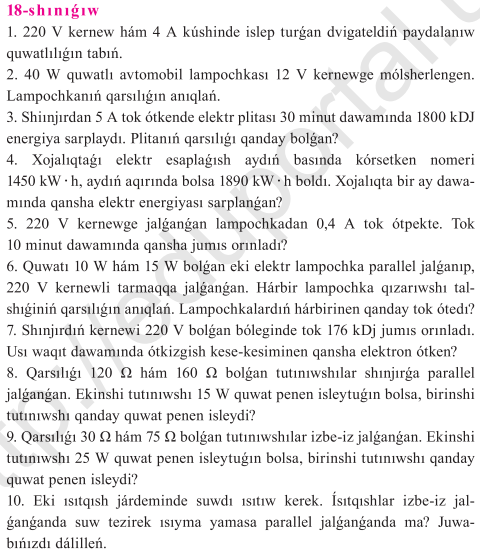 18-shınıǵıw
1. 220 V kernew hám 4 A kúshinde islep turǵan dvigateldiń paydalanıw
quwatlılıǵın tabıń.
2. 40 W quwatlı avtomobil lampochkası 12 V kernewge mólsherlengen.
Lampochkanıń qarsılıǵın anıqlań.
3. Shıınjırdan 5 A tok ótkende elektr plitası 30 minut dawamında 1800 kDJ
energiya sarplaydı. Plitanıń qarsılıǵı qanday bolǵan?
4. Xojalıqtaǵı elektr esaplaǵısh aydıń basında kórsetken nomeri
1450 kW · h, aydıń aqırında bolsa 1890 kW · h boldı. Xojalıqta bir ay dawa-
mında qansha elektr energiyası sarplanǵan?
5. 220 V kernewge jalǵanǵan lampochkadan 0,4 A tok ótpekte. Tok
10 minut dawamında qansha jumıs orınladı?
6. Quwatı 10 W hám 15 W bolǵan eki elektr lampochka parallel jalǵanıp,
220 V kernewli tarmaqqa jalǵanǵan. Hárbir lampochka qızarıwshı tal-
shıǵiniń qarsılıǵın anıqlań. Lampochkalardıń hárbirinen qanday tok ótedı?
7. Shınjırdıń kernewi 220 V bolǵan bóleginde tok 176 kDj jumıs orınladı.
Usı waqıt dawamında ótkizgish kese-kesiminen qansha elektron ótken?
8. Qarsılıǵı 120 Ω hám 160 Ω bolǵan tutınıwshılar shınjırǵa parallel
jalǵanǵan. Ekinshi tutınıwshı 15 W quwat penen isleytuǵın bolsa, birinshi
tutınıwshı qanday quwat penen isleydi?
9. Qarsılıǵı 30 Ω hám 75 Ω bolǵan tutınıwshılar izbe-iz jalǵanǵan. Ekinshi
tutınıwshı 25 W quwat penen isleytuǵın bolsa, birinshi tutınıwshı qanday
quwat penen isleydi?
10. Eki ısıtqısh járdeminde suwdı ısıtıw kerek. Ísıtqıshlar izbe-iz jal-
ǵanǵanda suw tezirek ısıyma yamasa parallel jalǵanǵanda ma? Juwa-
bıńızdı dálilleń.